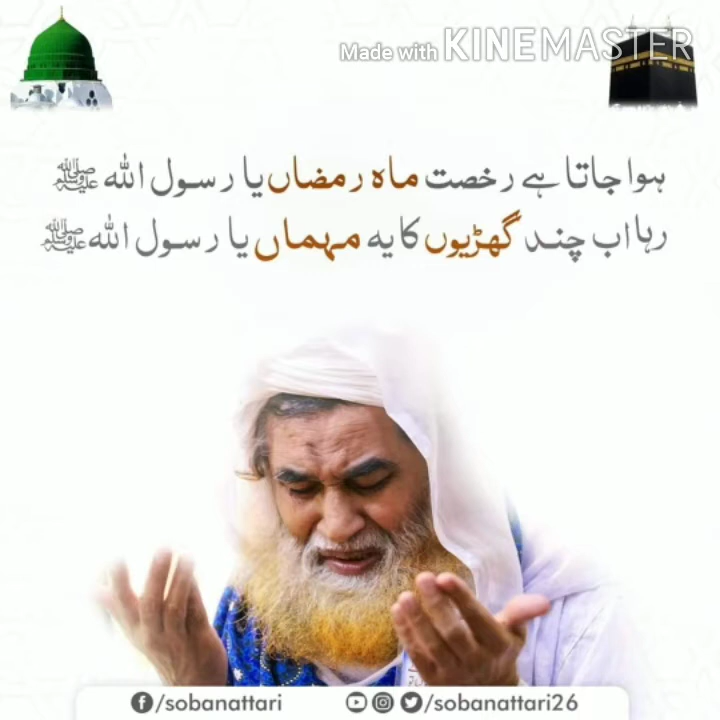 Made with KINEMASTER
ہوا جاتا ہے رخصت ماہ رمضاں یا رسول اللہ ﷺ
رہا اب چند گھڑیوں کا یہ مہماں یا رسول اللہ ﷺ
/sobanattari
/sobanattari26